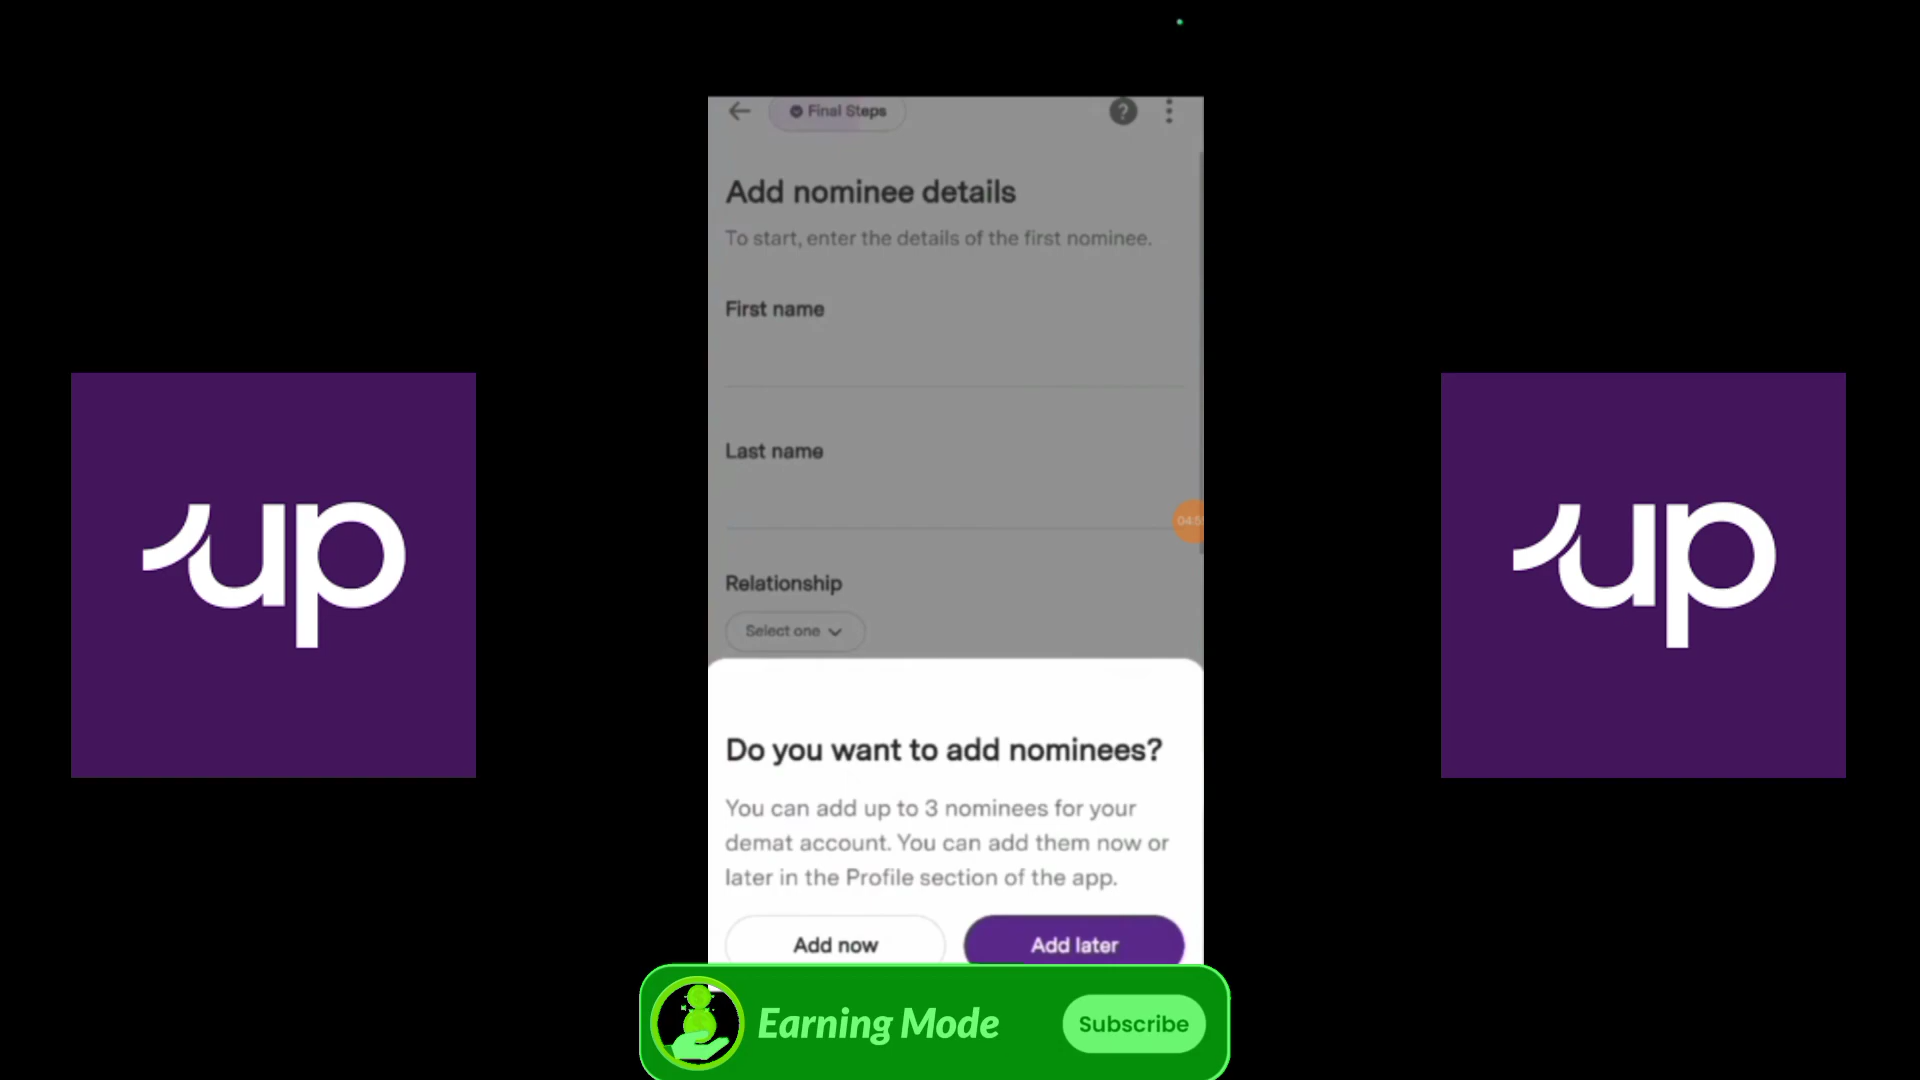 Final Steps
?
Add nominee details
To start, enter the details of the first nominee.
First name
Last name
04:5
Relationship
Select one
up
up
Do you want to add nominees?
You can add up to 3 nominees for your
demat account. You can add them now or
later in the Profile section of the app.
Add now
Add later
Earning Mode
Subscribe